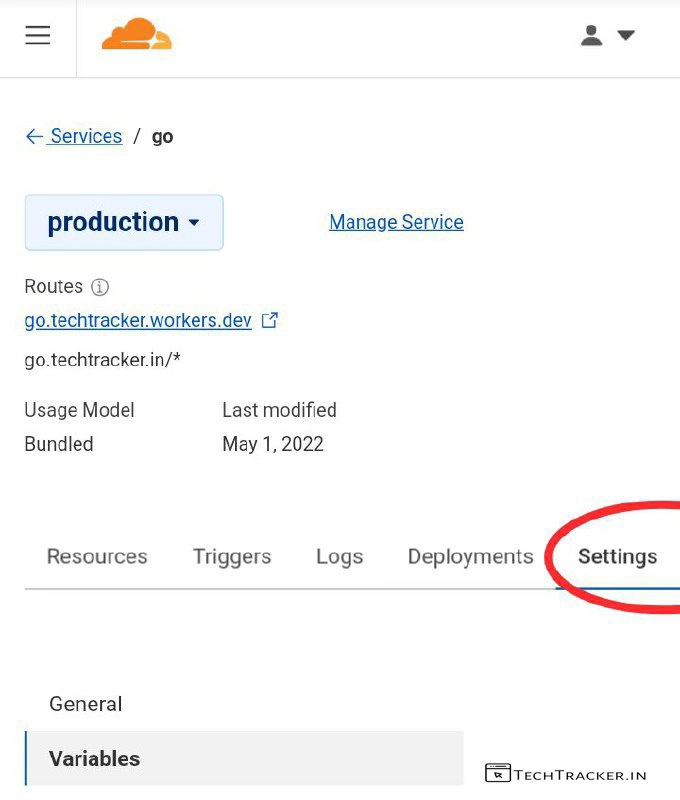 Services / go
production
Manage Service
Routes
go.techtracker.workers.dev
go.techtracker.in/*
Usage Model Last modified
Bundled May 1, 2022
Resources Triggers Logs Deployments Settings
General
Variables
TECHTRACKER.IN